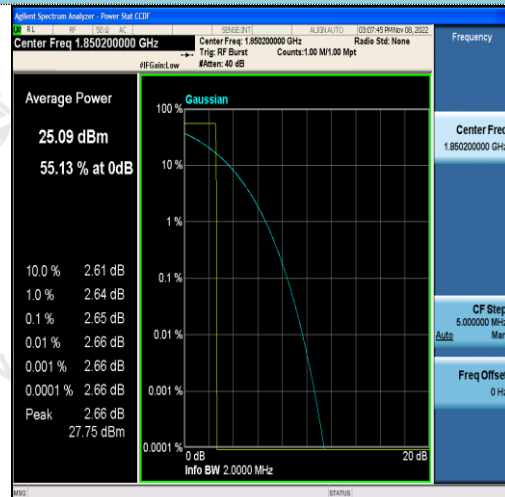 Agilent Spectrum Analyzer - Power Stat CCDF
RL RF 50 Ω AC SENSE:INT ALIGN AUTO 03:07:45 PM Nov 08, 2022
Center Freq 1.850200000 GHz
Center Freq: 1.850200000 GHz Radio Std: None
Trig: RF Burst Counts:1.00 M/1.00 Mpt
#IFGain:Low #Atten: 40 dB
Frequency
Average Power
25.09 dBm
55.13 % at 0dB
10.0 % 2.61 dB
1.0 % 2.64 dB
0.1 % 2.65 dB
0.01 % 2.66 dB
0.001 % 2.66 dB
0.0001 % 2.66 dB
Peak 2.66 dB
27.75 dBm
Gaussian
100 %
10 %
1 %
0.1 %
0.01 %
0.001 %
0.0001 %
0 dB 20 dB
Info BW 2.0000 MHz
Center Freq
1.850200000 GHz
CF Step
5.000000 MHz
Auto Man
Freq Offset
0 Hz
MSG STATUS